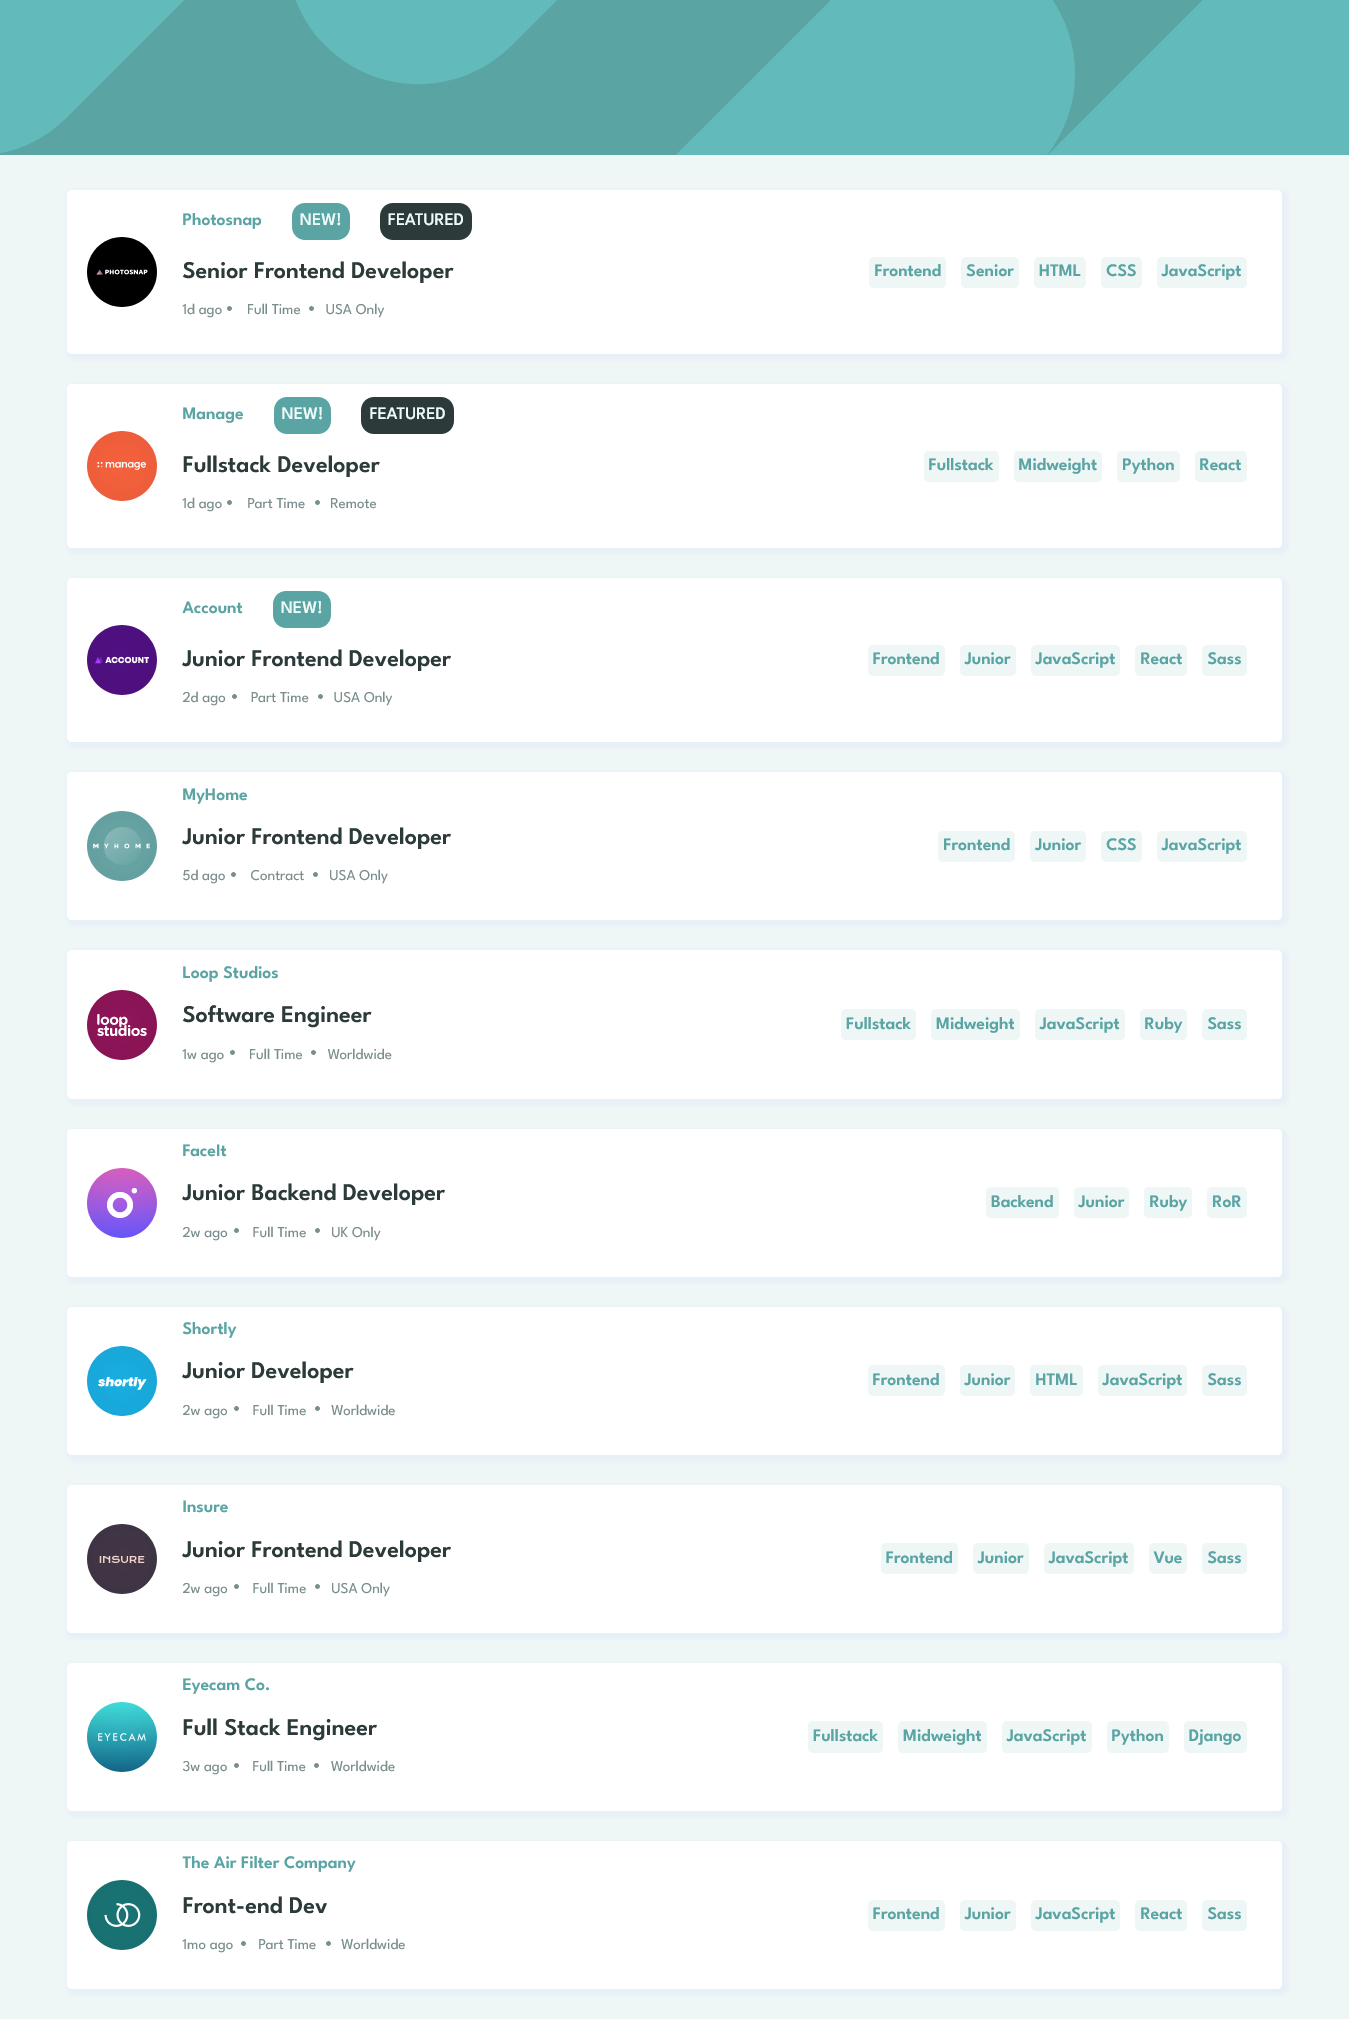 Photosnap NEW! FEATURED
PHOTOSNAP
Senior Frontend Developer
Frontend Senior HTML CSS JavaScript
1d ago • Full Time • USA Only
Manage NEW! FEATURED
manage
Fullstack Developer
Fullstack Midweight Python React
1d ago • Part Time • Remote
Account NEW!
ACCOUNT
Junior Frontend Developer
Frontend Junior JavaScript React Sass
2d ago • Part Time • USA Only
MyHome
MYHOME
Junior Frontend Developer
Frontend Junior CSS JavaScript
5d ago • Contract • USA Only
Loop Studios
loop
studios
Software Engineer
Fullstack Midweight JavaScript Ruby Sass
1w ago • Full Time • Worldwide
FaceIt
Junior Backend Developer
Backend Junior Ruby RoR
2w ago • Full Time • UK Only
Shortly
shortly
Junior Developer
Frontend Junior HTML JavaScript Sass
2w ago • Full Time • Worldwide
Insure
INSURE
Junior Frontend Developer
Frontend Junior JavaScript Vue Sass
2w ago • Full Time • USA Only
Eyecam Co.
EYECAM
Full Stack Engineer
Fullstack Midweight JavaScript Python Django
3w ago • Full Time • Worldwide
The Air Filter Company
Front-end Dev
Frontend Junior JavaScript React Sass
1mo ago • Part Time • Worldwide